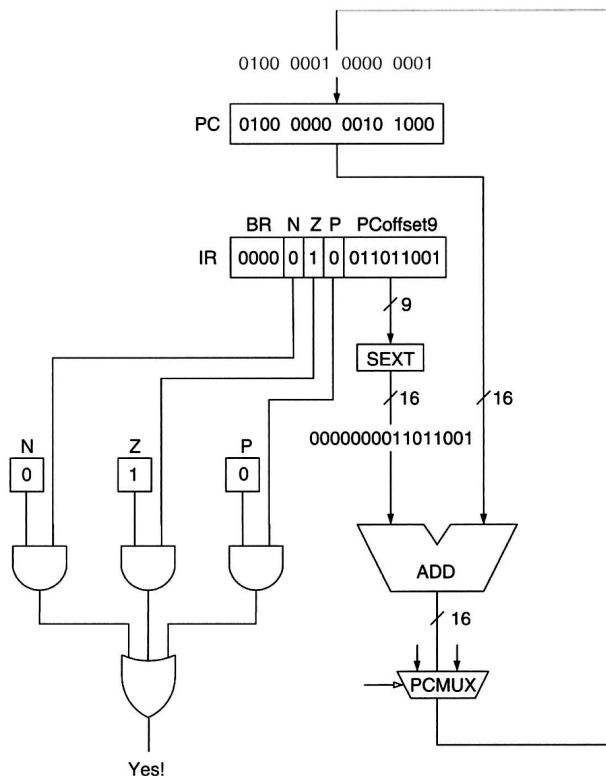 0100 0001 0000 0001
PC 0100 0000 0010 1000
BR N Z P PCoffset9
IR 0000 0 1 0 011011001
9
SEXT
16 16
N Z P 0000000011011001
0 1 0
ADD
16
PCMUX
Yes!